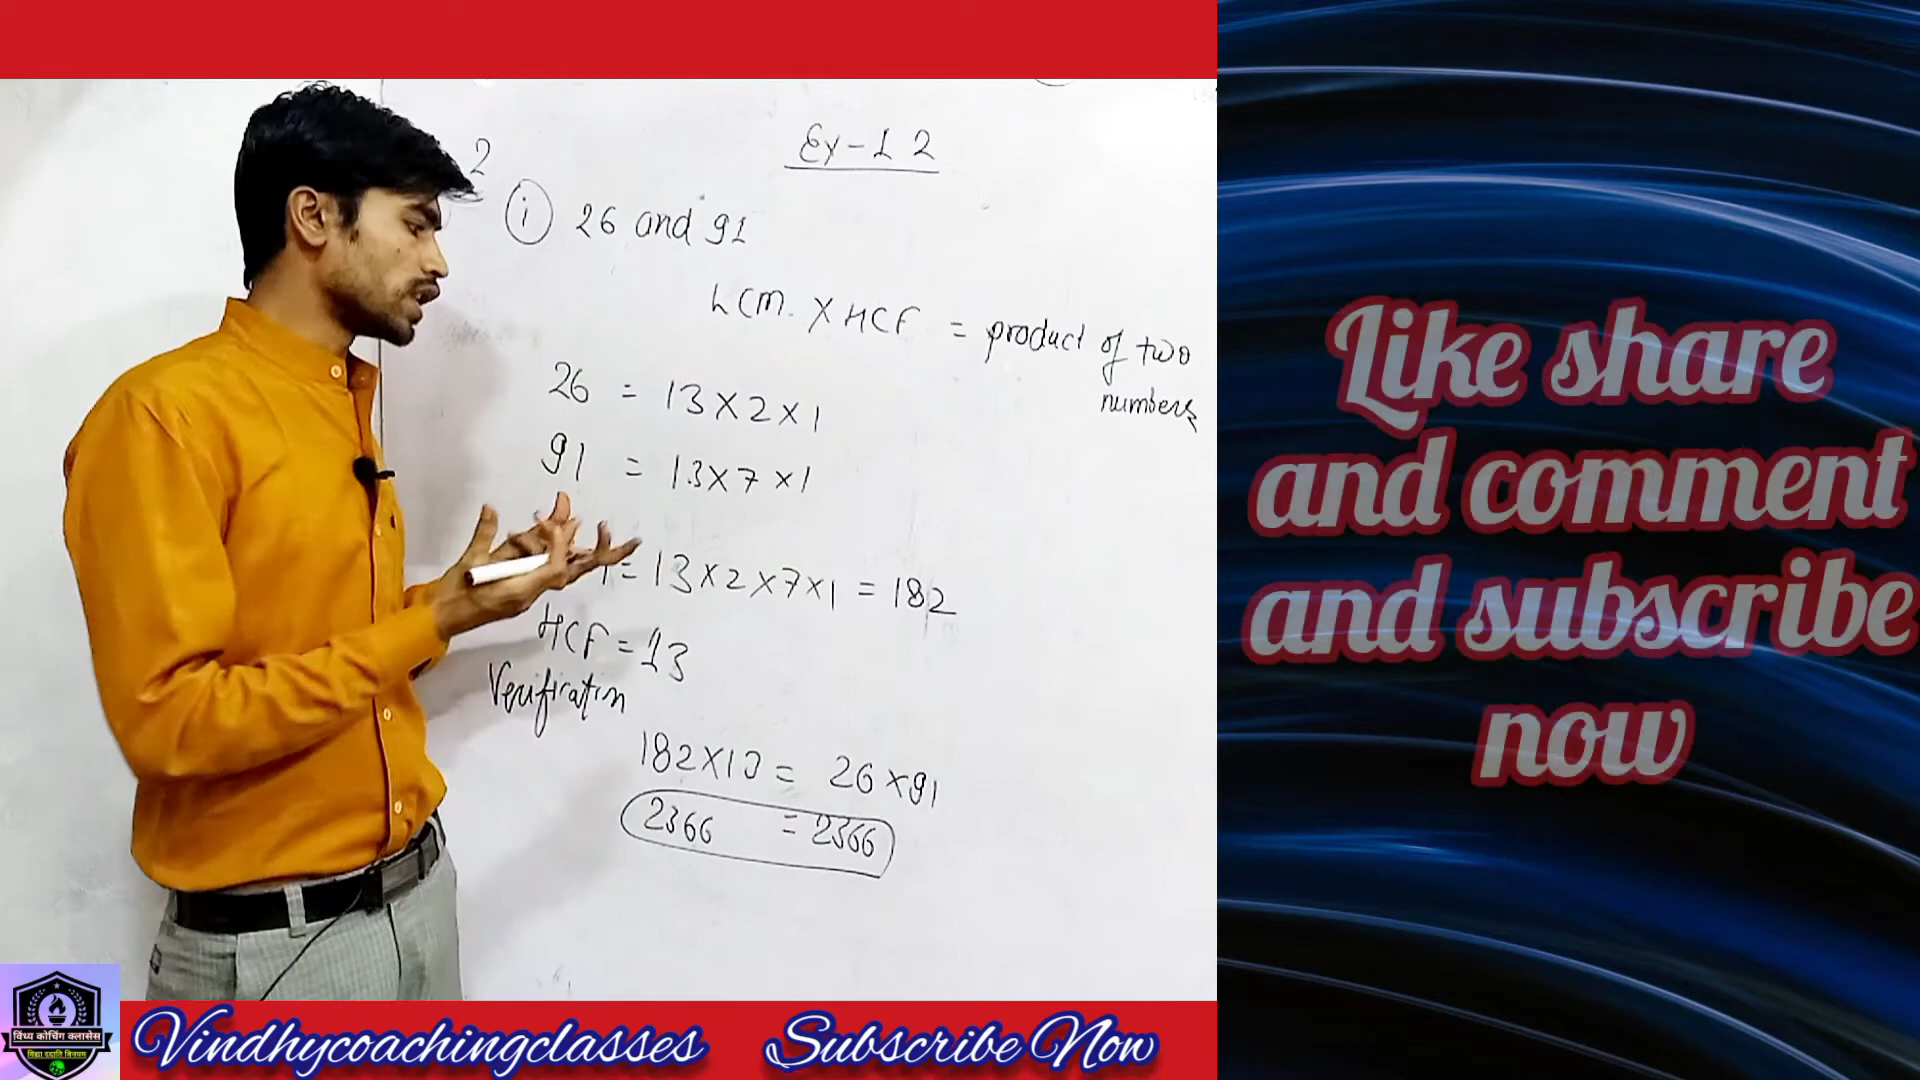 Ex-1 2
2
i 26 and 91
LCM. X HCF = product of two
numbers
26 = 13 X 2 X 1
91 = 13 X 7 X 1
= 13 X 2 X 7 X 1 = 182
HCF = 13
Verification
182 X 13 = 26 X 91
2366 = 2366
Like share
and comment
and subscribe
now
विंध्य कोचिंग क्लासेस
विद्या ददाति विनयम
Vindhycoachingclasses Subscribe Now